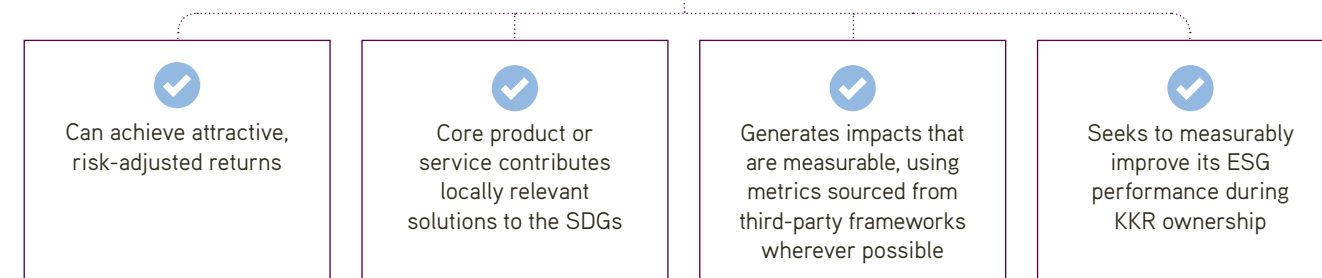 Can achieve attractive,
risk-adjusted returns
Core product or
service contributes
locally relevant
solutions to the SDGs
Generates impacts that
are measurable, using
metrics sourced from
third-party frameworks
wherever possible
Seeks to measurably
improve its ESG
performance during
KKR ownership